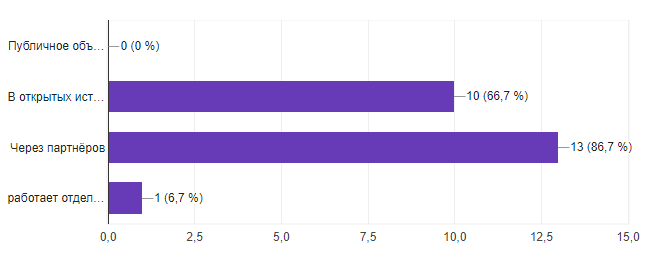 Публичное объ… 0 (0 %)
В открытых ист… 10 (66,7 %)
Через партнёров 13 (86,7 %)
работает отдел… 1 (6,7 %)
0,0 2,5 5,0 7,5 10,0 12,5 15,0